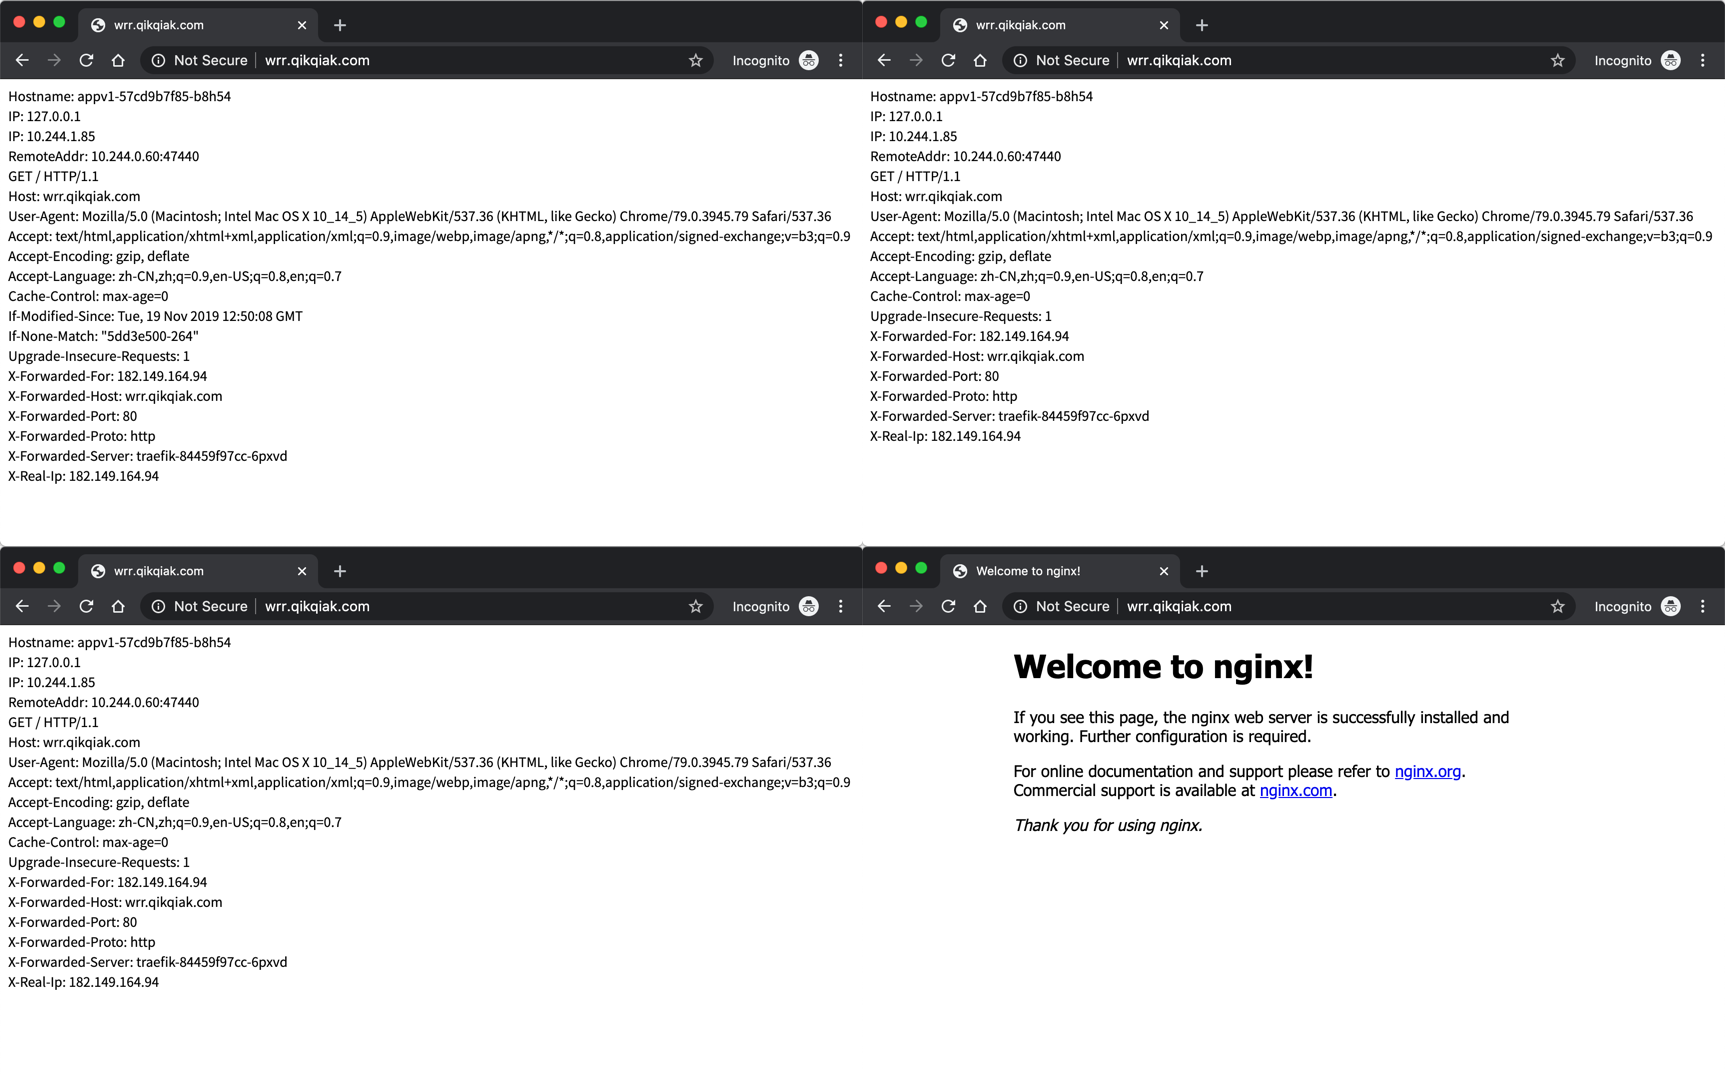 wrr.qikqiak.com
Not Secure
wrr.qikqiak.com
Incognito
Hostname: appv1-57cd9b7f85-b8h54
IP: 127.0.0.1
IP: 10.244.1.85
RemoteAddr: 10.244.0.60:47440
GET / HTTP/1.1
Host: wrr.qikqiak.com
User-Agent: Mozilla/5.0 (Macintosh; Intel Mac OS X 10_14_5) AppleWebKit/537.36 (KHTML, like Gecko) Chrome/79.0.3945.79 Safari/537.36
Accept: text/html,application/xhtml+xml,application/xml;q=0.9,image/webp,image/apng,*/*;q=0.8,application/signed-exchange;v=b3;q=0.9
Accept-Encoding: gzip, deflate
Accept-Language: zh-CN,zh;q=0.9,en-US;q=0.8,en;q=0.7
Cache-Control: max-age=0
If-Modified-Since: Tue, 19 Nov 2019 12:50:08 GMT
If-None-Match: "5dd3e500-264"
Upgrade-Insecure-Requests: 1
X-Forwarded-For: 182.149.164.94
X-Forwarded-Host: wrr.qikqiak.com
X-Forwarded-Port: 80
X-Forwarded-Proto: http
X-Forwarded-Server: traefik-84459f97cc-6pxvd
X-Real-Ip: 182.149.164.94
wrr.qikqiak.com
Not Secure
wrr.qikqiak.com
Incognito
Hostname: appv1-57cd9b7f85-b8h54
IP: 127.0.0.1
IP: 10.244.1.85
RemoteAddr: 10.244.0.60:47440
GET / HTTP/1.1
Host: wrr.qikqiak.com
User-Agent: Mozilla/5.0 (Macintosh; Intel Mac OS X 10_14_5) AppleWebKit/537.36 (KHTML, like Gecko) Chrome/79.0.3945.79 Safari/537.36
Accept: text/html,application/xhtml+xml,application/xml;q=0.9,image/webp,image/apng,*/*;q=0.8,application/signed-exchange;v=b3;q=0.9
Accept-Encoding: gzip, deflate
Accept-Language: zh-CN,zh;q=0.9,en-US;q=0.8,en;q=0.7
Cache-Control: max-age=0
Upgrade-Insecure-Requests: 1
X-Forwarded-For: 182.149.164.94
X-Forwarded-Host: wrr.qikqiak.com
X-Forwarded-Port: 80
X-Forwarded-Proto: http
X-Forwarded-Server: traefik-84459f97cc-6pxvd
X-Real-Ip: 182.149.164.94
wrr.qikqiak.com
Not Secure
wrr.qikqiak.com
Incognito
Hostname: appv1-57cd9b7f85-b8h54
IP: 127.0.0.1
IP: 10.244.1.85
RemoteAddr: 10.244.0.60:47440
GET / HTTP/1.1
Host: wrr.qikqiak.com
User-Agent: Mozilla/5.0 (Macintosh; Intel Mac OS X 10_14_5) AppleWebKit/537.36 (KHTML, like Gecko) Chrome/79.0.3945.79 Safari/537.36
Accept: text/html,application/xhtml+xml,application/xml;q=0.9,image/webp,image/apng,*/*;q=0.8,application/signed-exchange;v=b3;q=0.9
Accept-Encoding: gzip, deflate
Accept-Language: zh-CN,zh;q=0.9,en-US;q=0.8,en;q=0.7
Cache-Control: max-age=0
Upgrade-Insecure-Requests: 1
X-Forwarded-For: 182.149.164.94
X-Forwarded-Host: wrr.qikqiak.com
X-Forwarded-Port: 80
X-Forwarded-Proto: http
X-Forwarded-Server: traefik-84459f97cc-6pxvd
X-Real-Ip: 182.149.164.94
Welcome to nginx!
Not Secure
wrr.qikqiak.com
Incognito
Welcome to nginx!
If you see this page, the nginx web server is successfully installed and
working. Further configuration is required.
For online documentation and support please refer to nginx.org.
Commercial support is available at nginx.com.
Thank you for using nginx.